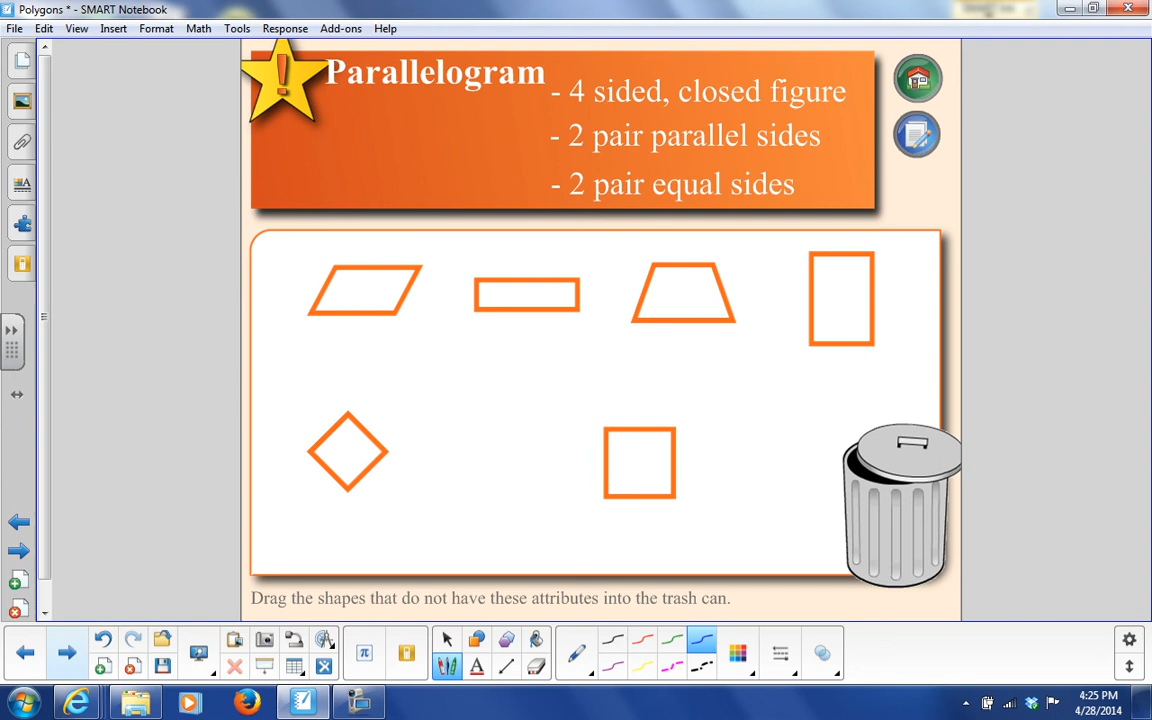 Polygons * - SMART Notebook
File Edit View Insert Format Math Tools Response Add-ons Help
Parallelogram
- 4 sided, closed figure
- 2 pair parallel sides
- 2 pair equal sides
Drag the shapes that do not have these attributes into the trash can.
4:25 PM
4/28/2014